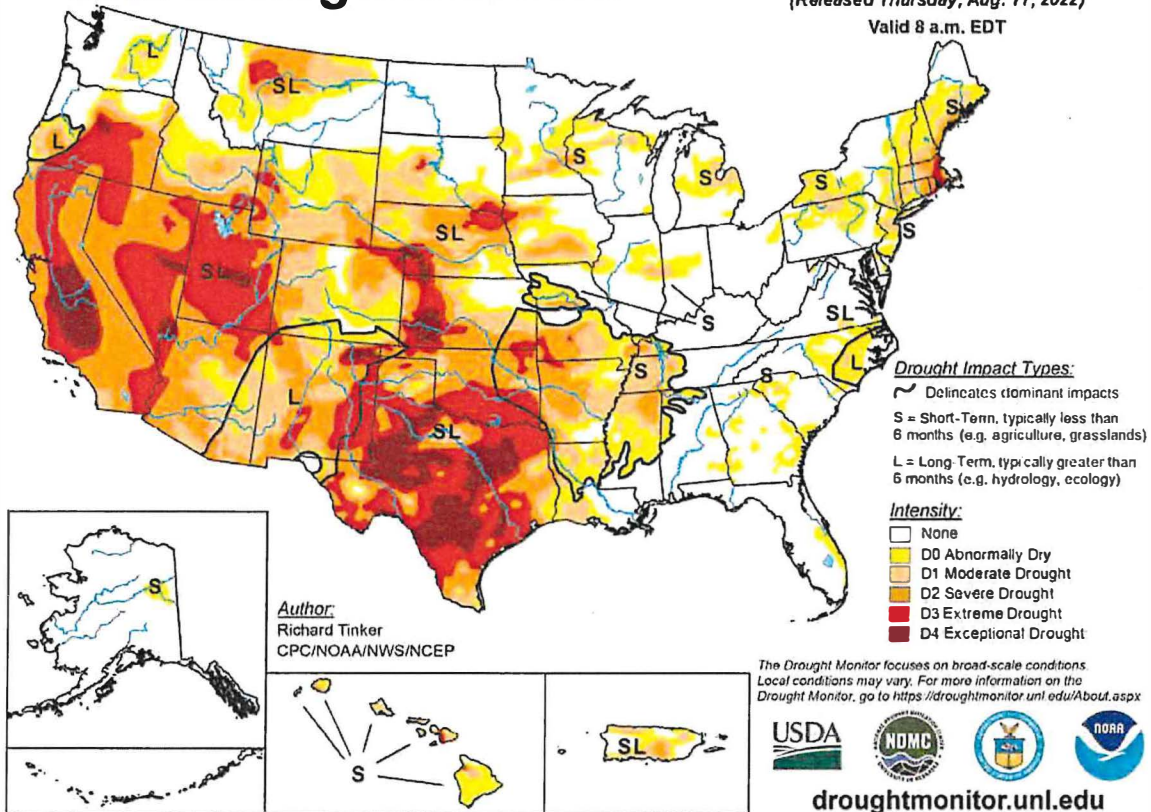 (Released Thursday, Aug. 11, 2022)
Valid 8 a.m. EDT
L
SL
S
L
S
S
S
SL
S
SL
S
SL
S
L
S
L
SL
Drought Impact Types:
Delineates dominant impacts
S = Short-Term, typically less than
6 months (e.g. agriculture, grasslands)
L = Long-Term, typically greater than
6 months (e.g. hydrology, ecology)
Intensity:
None
D0 Abnormally Dry
D1 Moderate Drought
D2 Severe Drought
D3 Extreme Drought
D4 Exceptional Drought
S
Author:
Richard Tinker
CPC/NOAA/NWS/NCEP
S
SL
The Drought Monitor focuses on broad-scale conditions.
Local conditions may vary. For more information on the
Drought Monitor, go to https://droughtmonitor.unl.edu/About.aspx
USDA
NDMC
NOAA
droughtmonitor.unl.edu